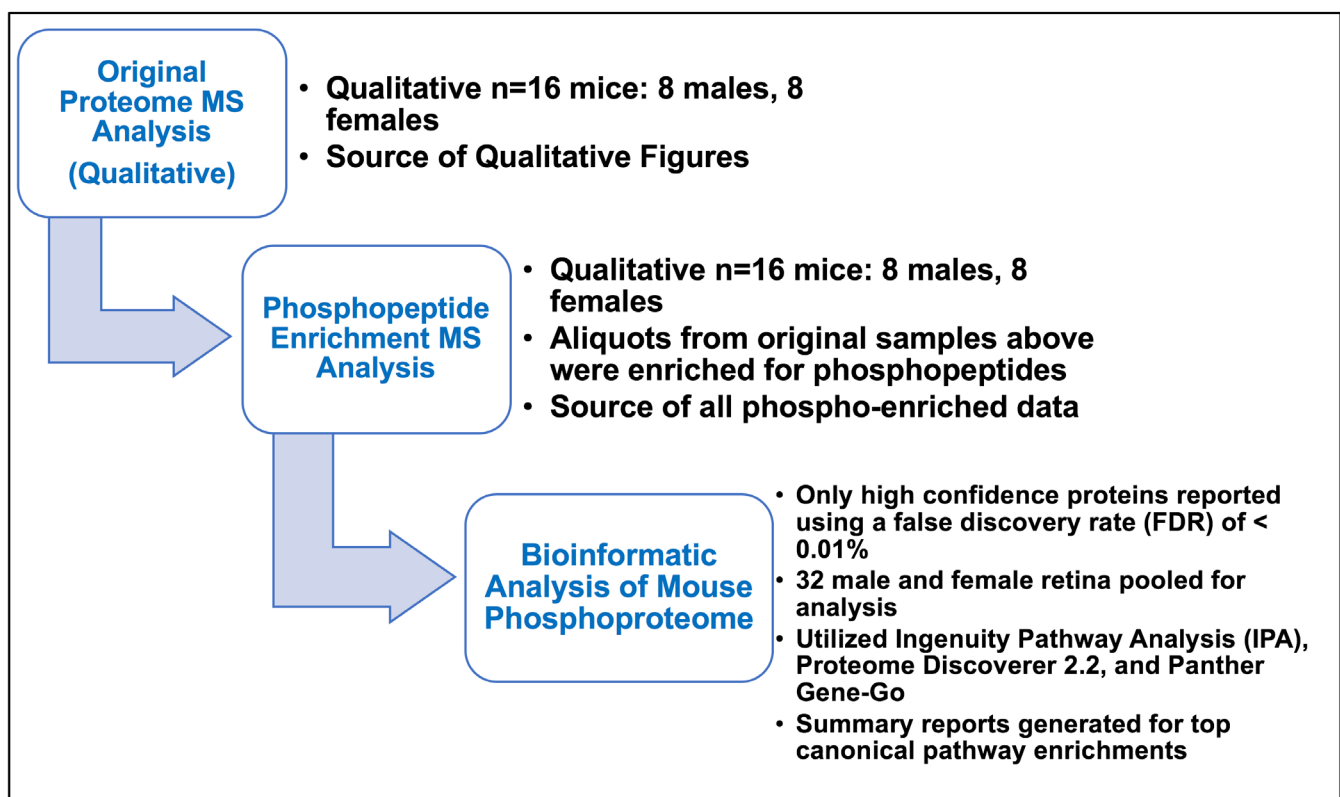 Original
Proteome MS
Analysis
(Qualitative)
• Qualitative n=16 mice: 8 males, 8
females
• Source of Qualitative Figures
Phosphopeptide
Enrichment MS
Analysis
• Qualitative n=16 mice: 8 males, 8
females
• Aliquots from original samples above
were enriched for phosphopeptides
• Source of all phospho-enriched data
Bioinformatic
Analysis of Mouse
Phosphoproteome
• Only high confidence proteins reported
using a false discovery rate (FDR) of <
0.01%
• 32 male and female retina pooled for
analysis
• Utilized Ingenuity Pathway Analysis (IPA),
Proteome Discoverer 2.2, and Panther
Gene-Go
• Summary reports generated for top
canonical pathway enrichments